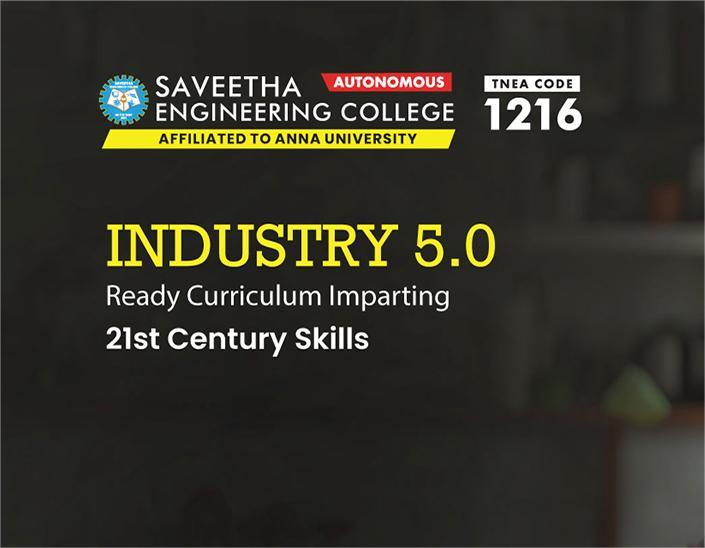 SAVEETHA AUTONOMOUS
ENGINEERING COLLEGE
AFFILIATED TO ANNA UNIVERSITY
TNEA CODE
1216
INDUSTRY 5.0
Ready Curriculum Imparting
21st Century Skills